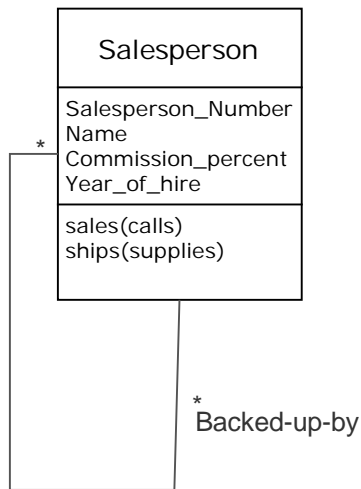 Salesperson
Salesperson_Number
Name
Commission_percent
Year_of_hire
sales(calls)
ships(supplies)
*
*
Backed-up-by